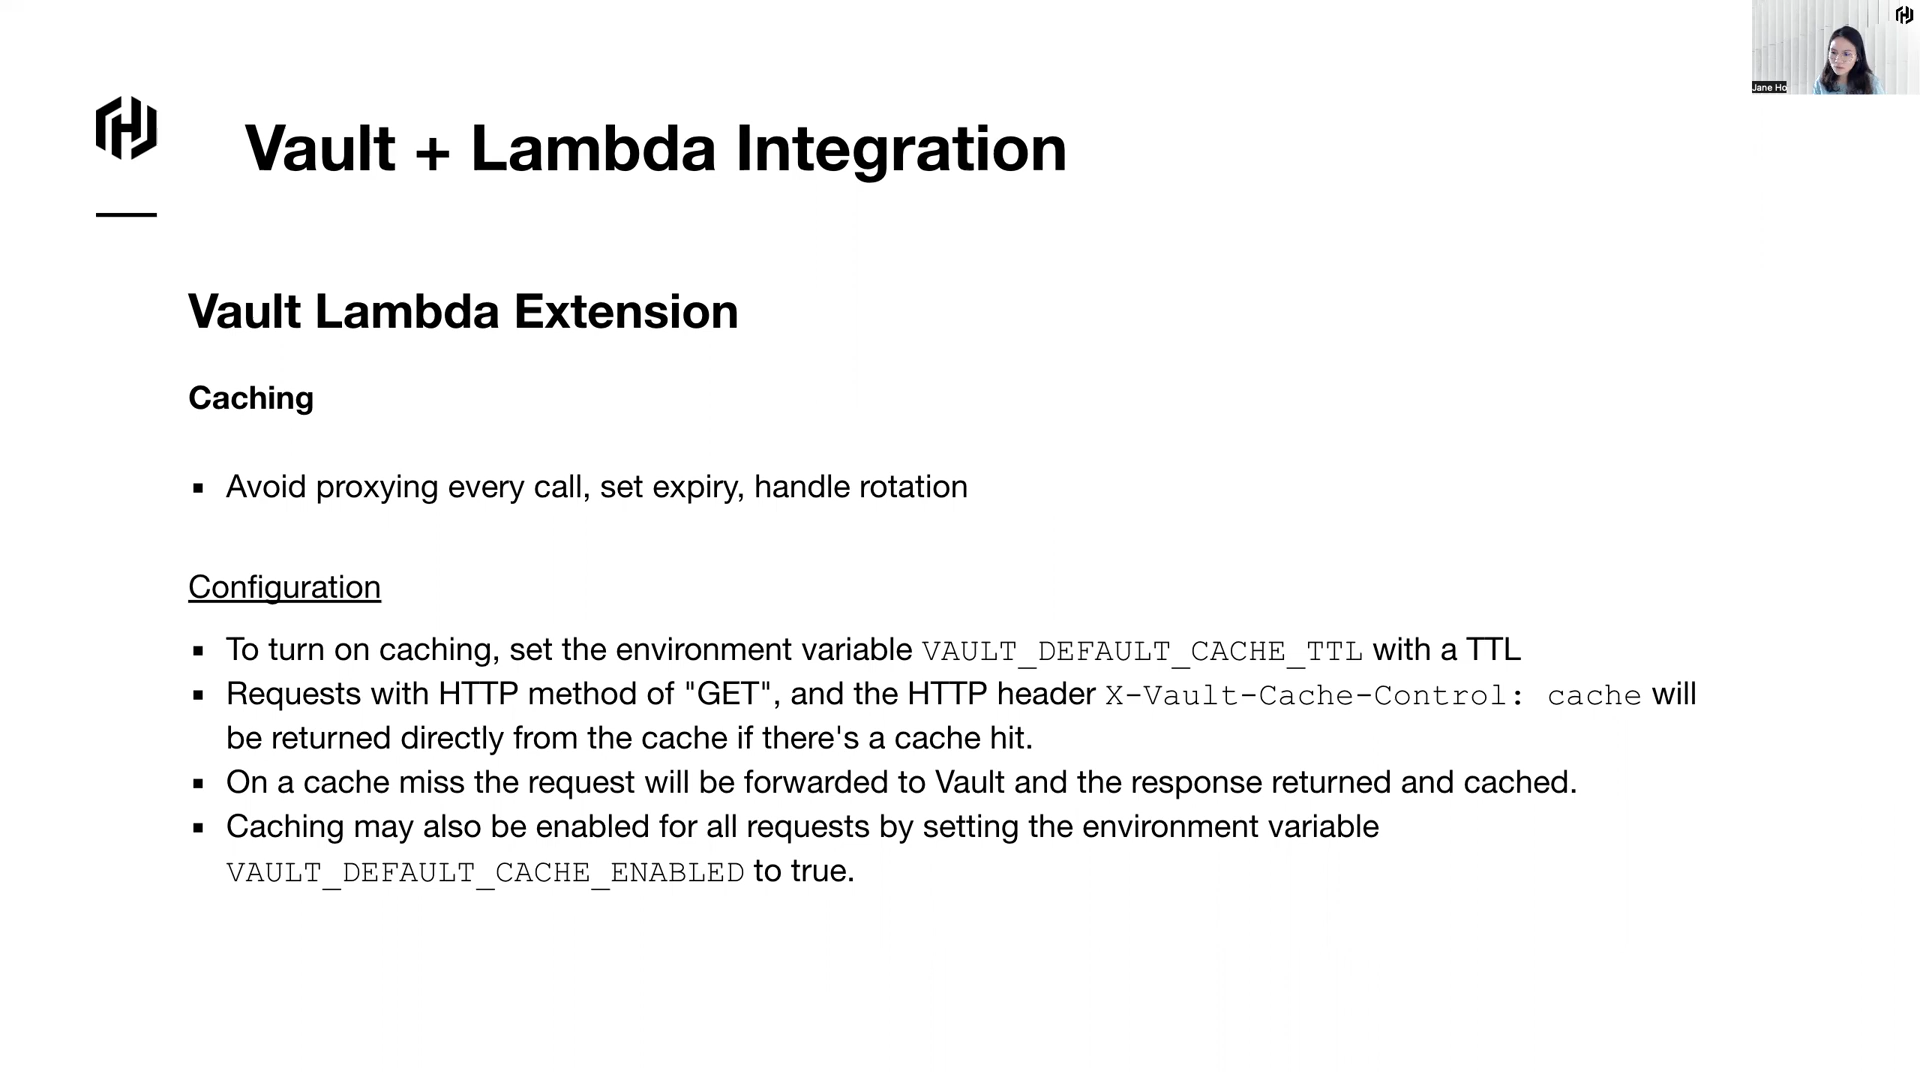 Jane Ho
Vault + Lambda Integration
Vault Lambda Extension
Caching
▪ Avoid proxying every call, set expiry, handle rotation
Configuration
▪ To turn on caching, set the environment variable VAULT_DEFAULT_CACHE_TTL with a TTL
▪ Requests with HTTP method of "GET", and the HTTP header X-Vault-Cache-Control: cache will
be returned directly from the cache if there's a cache hit.
▪ On a cache miss the request will be forwarded to Vault and the response returned and cached.
▪ Caching may also be enabled for all requests by setting the environment variable
VAULT_DEFAULT_CACHE_ENABLED to true.